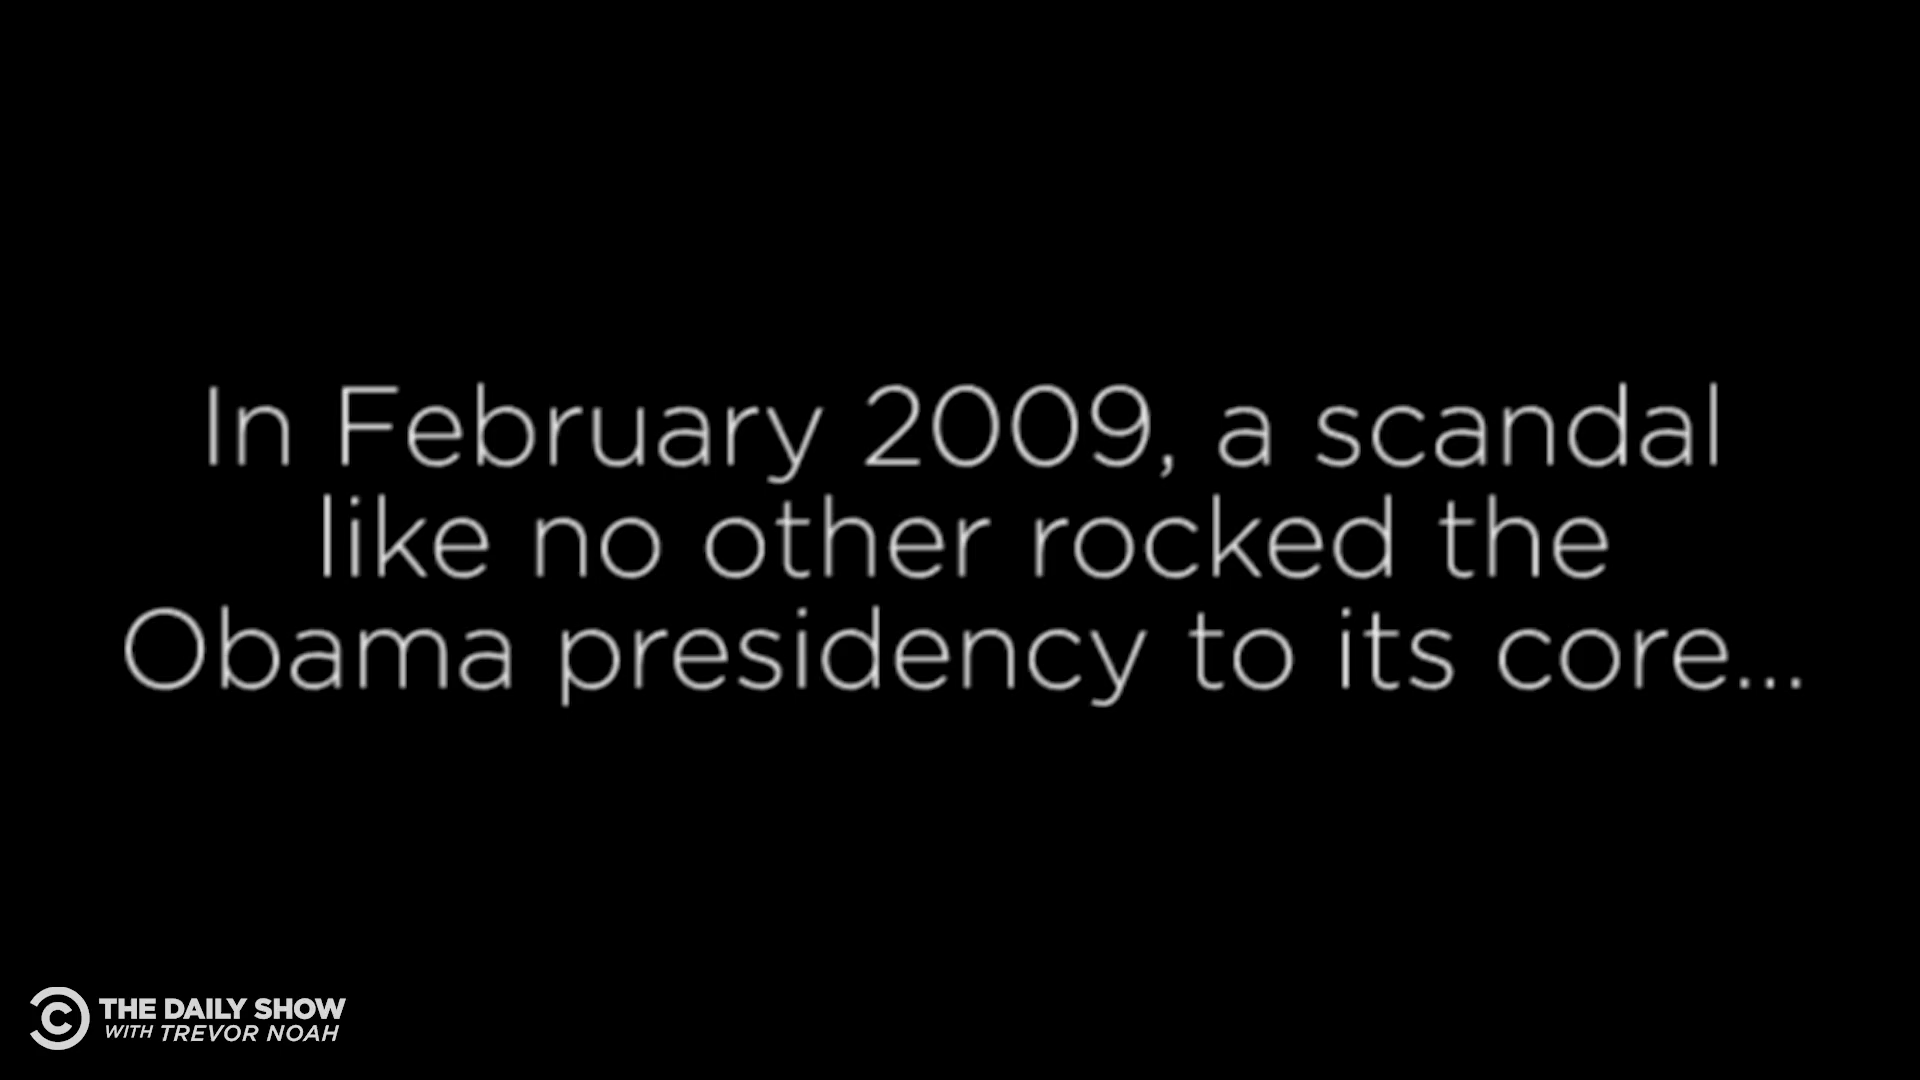 In February 2009, a scandal
like no other rocked the
Obama presidency to its core...
THE DAILY SHOW
WITH TREVOR NOAH